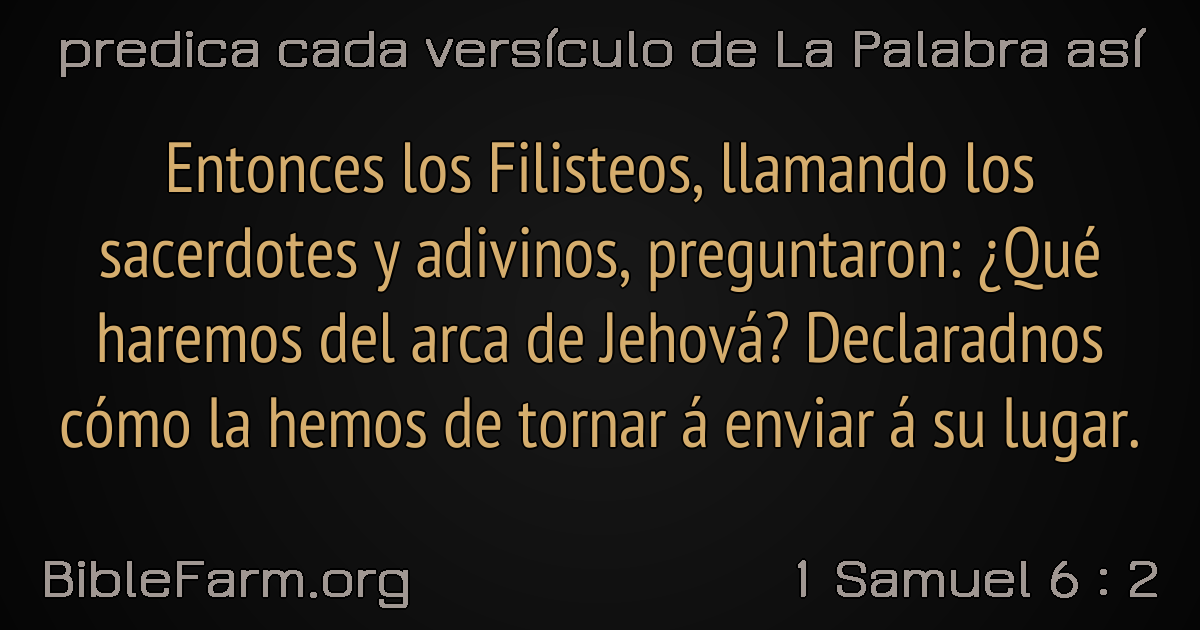 predica cada versículo de La Palabra así
Entonces los Filisteos, llamando los
sacerdotes y adivinos, preguntaron: ¿Qué
haremos del arca de Jehová? Declaradnos
cómo la hemos de tornar á enviar á su lugar.
BibleFarm.org
1 Samuel 6 : 2